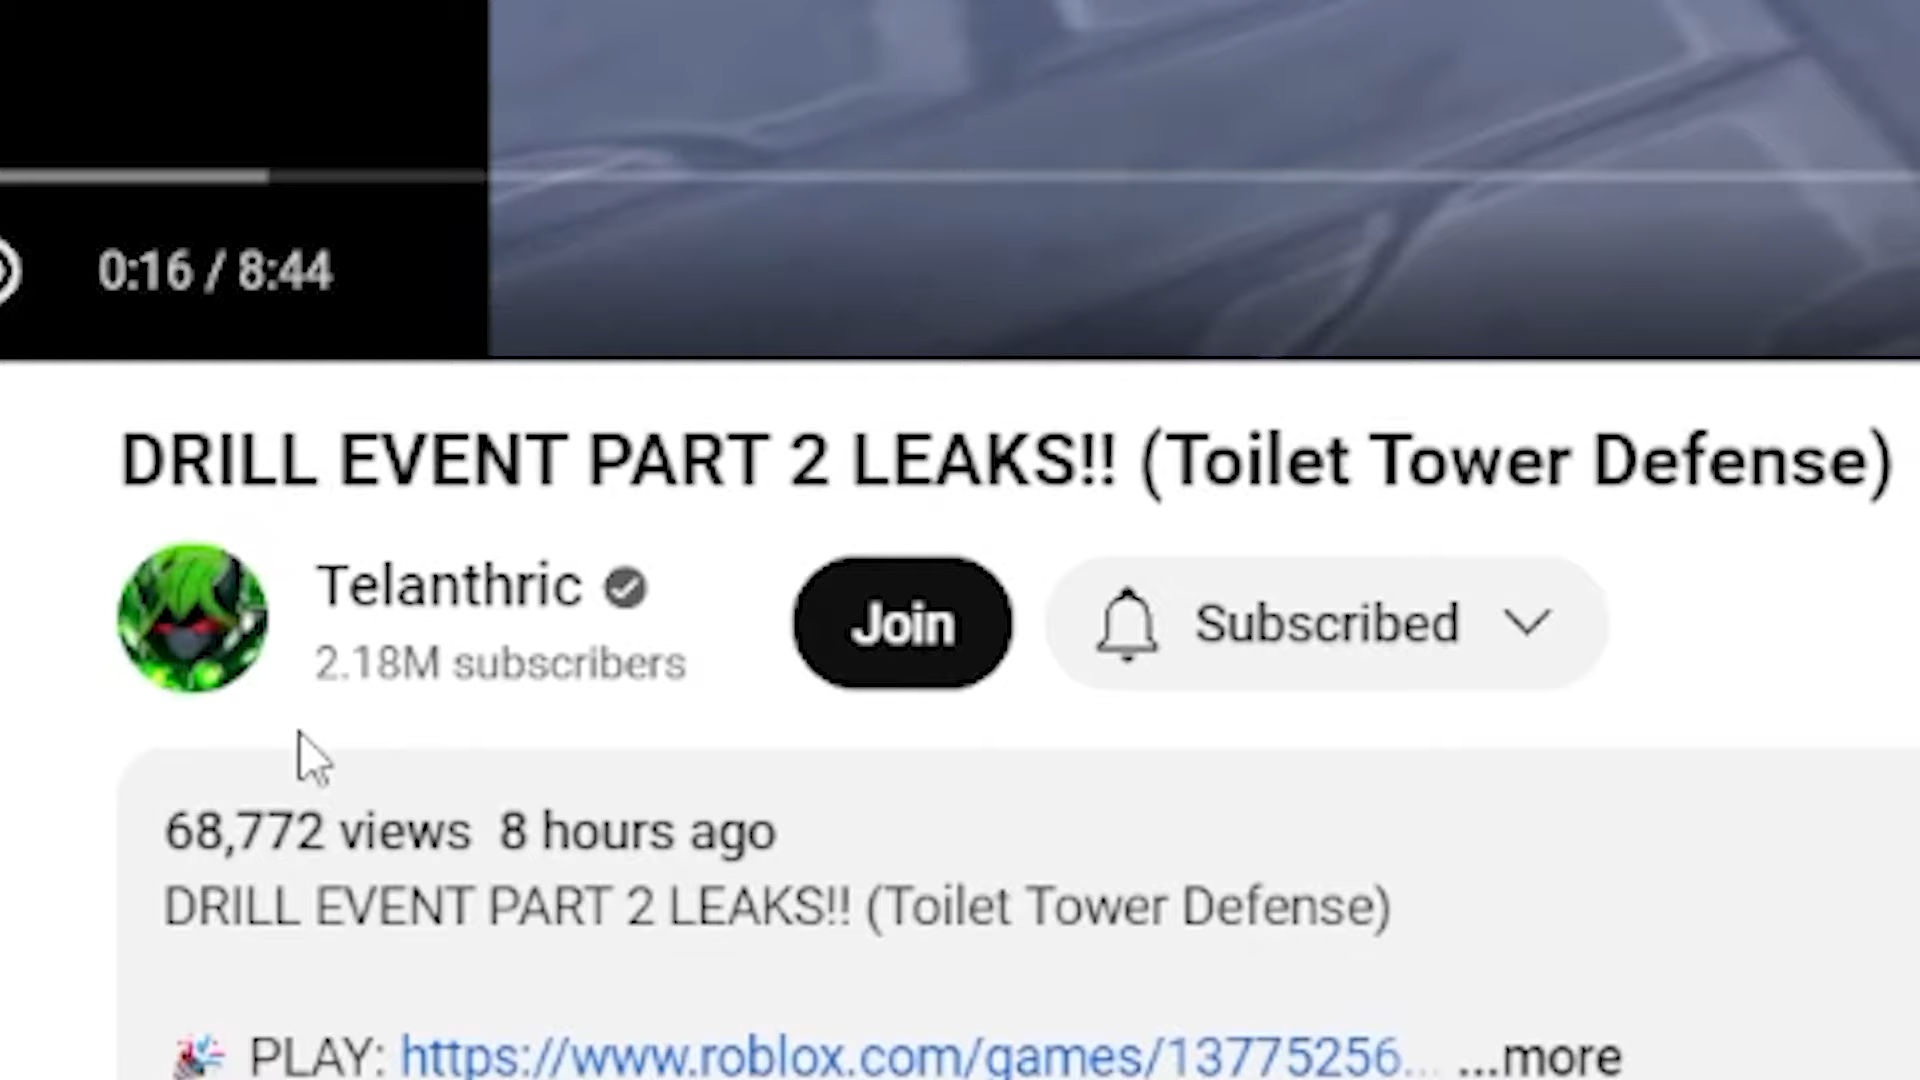 0:16 / 8:44
DRILL EVENT PART 2 LEAKS!! (Toilet Tower Defense)
Telanthric
2.18M subscribers
Join
Subscribed
68,772 views 8 hours ago
DRILL EVENT PART 2 LEAKS!! (Toilet Tower Defense)
PLAY: https://www.roblox.com/games/13775256... ...more